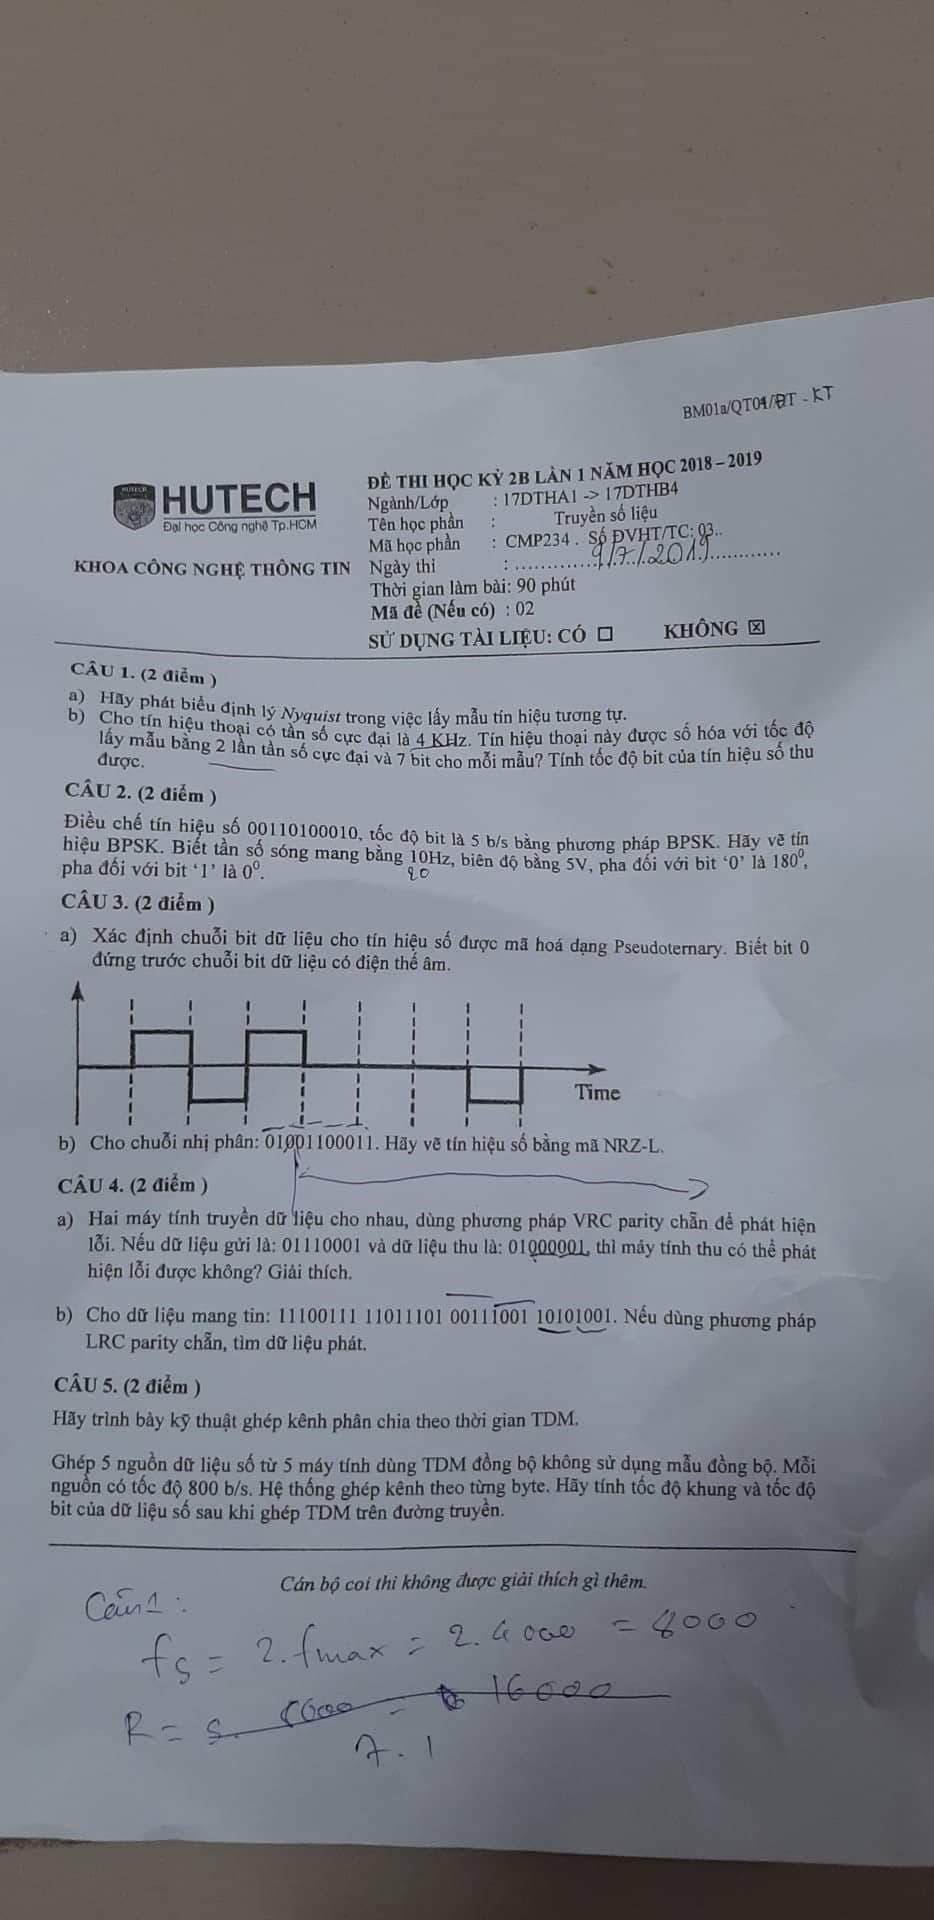 BM01a/QT04/ĐT - KT
HUTECH
Đại học Công nghệ Tp.HCM
KHOA CÔNG NGHỆ THÔNG TIN
ĐỀ THI HỌC KỲ 2B LẦN 1 NĂM HỌC 2018 – 2019
Ngành/Lớp : 17DTHA1 -> 17DTHB4
Tên học phần : Truyền số liệu
Mã học phần : CMP234 . Số ĐVHT/TC: 03..
Ngày thi : 9/7/2019
Thời gian làm bài: 90 phút
Mã đề (Nếu có) : 02
SỬ DỤNG TÀI LIỆU: CÓ ☐ KHÔNG ☒
CÂU 1. (2 điểm )
a) Hãy phát biểu định lý Nyquist trong việc lấy mẫu tín hiệu tương tự.
b) Cho tín hiệu thoại có tần số cực đại là 4 KHz. Tín hiệu thoại này được số hóa với tốc độ
lấy mẫu bằng 2 lần tần số cực đại và 7 bit cho mỗi mẫu? Tính tốc độ bit của tín hiệu số thu
được.
CÂU 2. (2 điểm )
Điều chế tín hiệu số 00110100010, tốc độ bit là 5 b/s bằng phương pháp BPSK. Hãy vẽ tín
hiệu BPSK. Biết tần số sóng mang bằng 10Hz, biên độ bằng 5V, pha đối với bit ‘0’ là 180⁰,
pha đối với bit ‘1’ là 0⁰.
20
CÂU 3. (2 điểm )
a) Xác định chuỗi bit dữ liệu cho tín hiệu số được mã hoá dạng Pseudoternary. Biết bit 0
đứng trước chuỗi bit dữ liệu có điện thế âm.
Time
b) Cho chuỗi nhị phân: 01001100011. Hãy vẽ tín hiệu số bằng mã NRZ-L.
CÂU 4. (2 điểm )
a) Hai máy tính truyền dữ liệu cho nhau, dùng phương pháp VRC parity chẵn để phát hiện
lỗi. Nếu dữ liệu gửi là: 01110001 và dữ liệu thu là: 01000001, thì máy tính thu có thể phát
hiện lỗi được không? Giải thích.
b) Cho dữ liệu mang tin: 11100111 11011101 00111001 10101001. Nếu dùng phương pháp
LRC parity chẵn, tìm dữ liệu phát.
CÂU 5. (2 điểm )
Hãy trình bày kỹ thuật ghép kênh phân chia theo thời gian TDM.
Ghép 5 nguồn dữ liệu số từ 5 máy tính dùng TDM đồng bộ không sử dụng mẫu đồng bộ. Mỗi
nguồn có tốc độ 800 b/s. Hệ thống ghép kênh theo từng byte. Hãy tính tốc độ khung và tốc độ
bit của dữ liệu số sau khi ghép TDM trên đường truyền.
Cán bộ coi thi không được giải thích gì thêm.
Câu 1 :
fs = 2.fmax = 2.4000 = 8000
R = 16000
7. 1